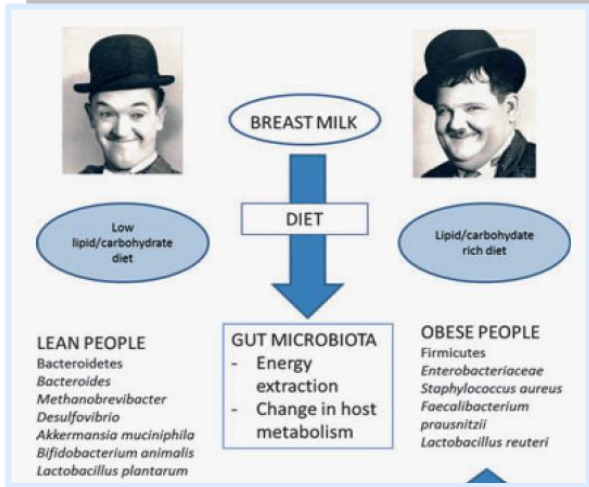 BREAST MILK
DIET
Low
lipid/carbohydrate
diet
Lipid/carbohydate
rich diet
LEAN PEOPLE
Bacteroidetes
Bacteroides
Methanobrevibacter
Desulfovibrio
Akkermansia muciniphila
Bifidobacterium animalis
Lactobacillus plantarum
GUT MICROBIOTA
- Energy
extraction
- Change in host
metabolism
OBESE PEOPLE
Firmicutes
Enterobacteriaceae
Staphylococcus aureus
Faecalibacterium
prausnitzii
Lactobacillus reuteri